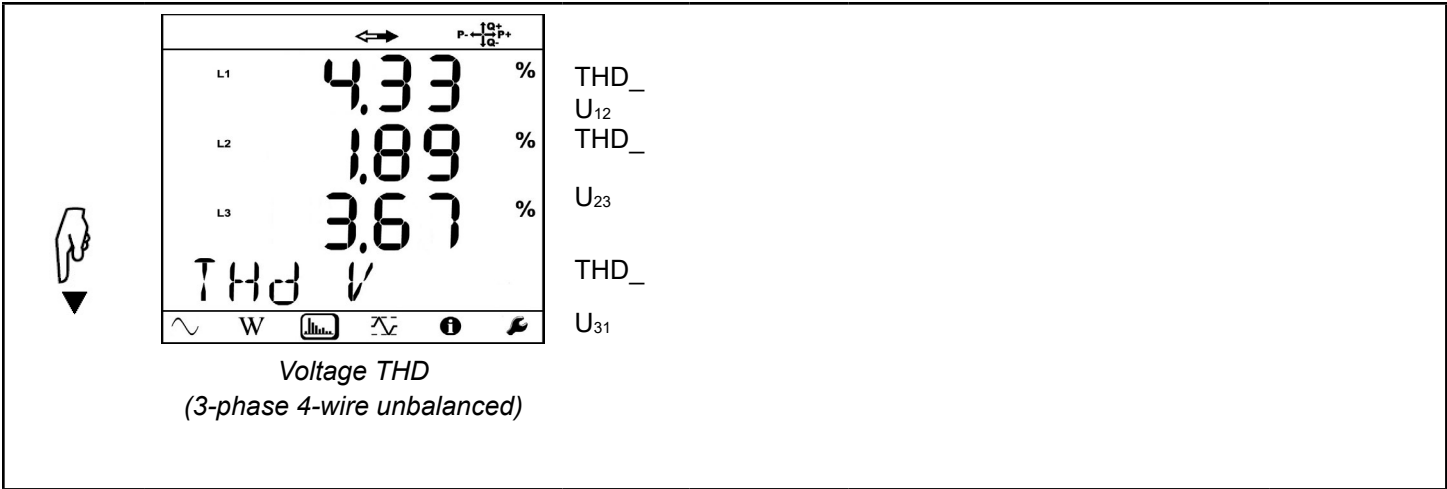 P- Q+ P+ Q-
L1 4.33 %
L2 1.89 %
L3 3.67 %
THd V
W
THD_
U12
THD_
U23
THD_
U31
Voltage THD
(3-phase 4-wire unbalanced)